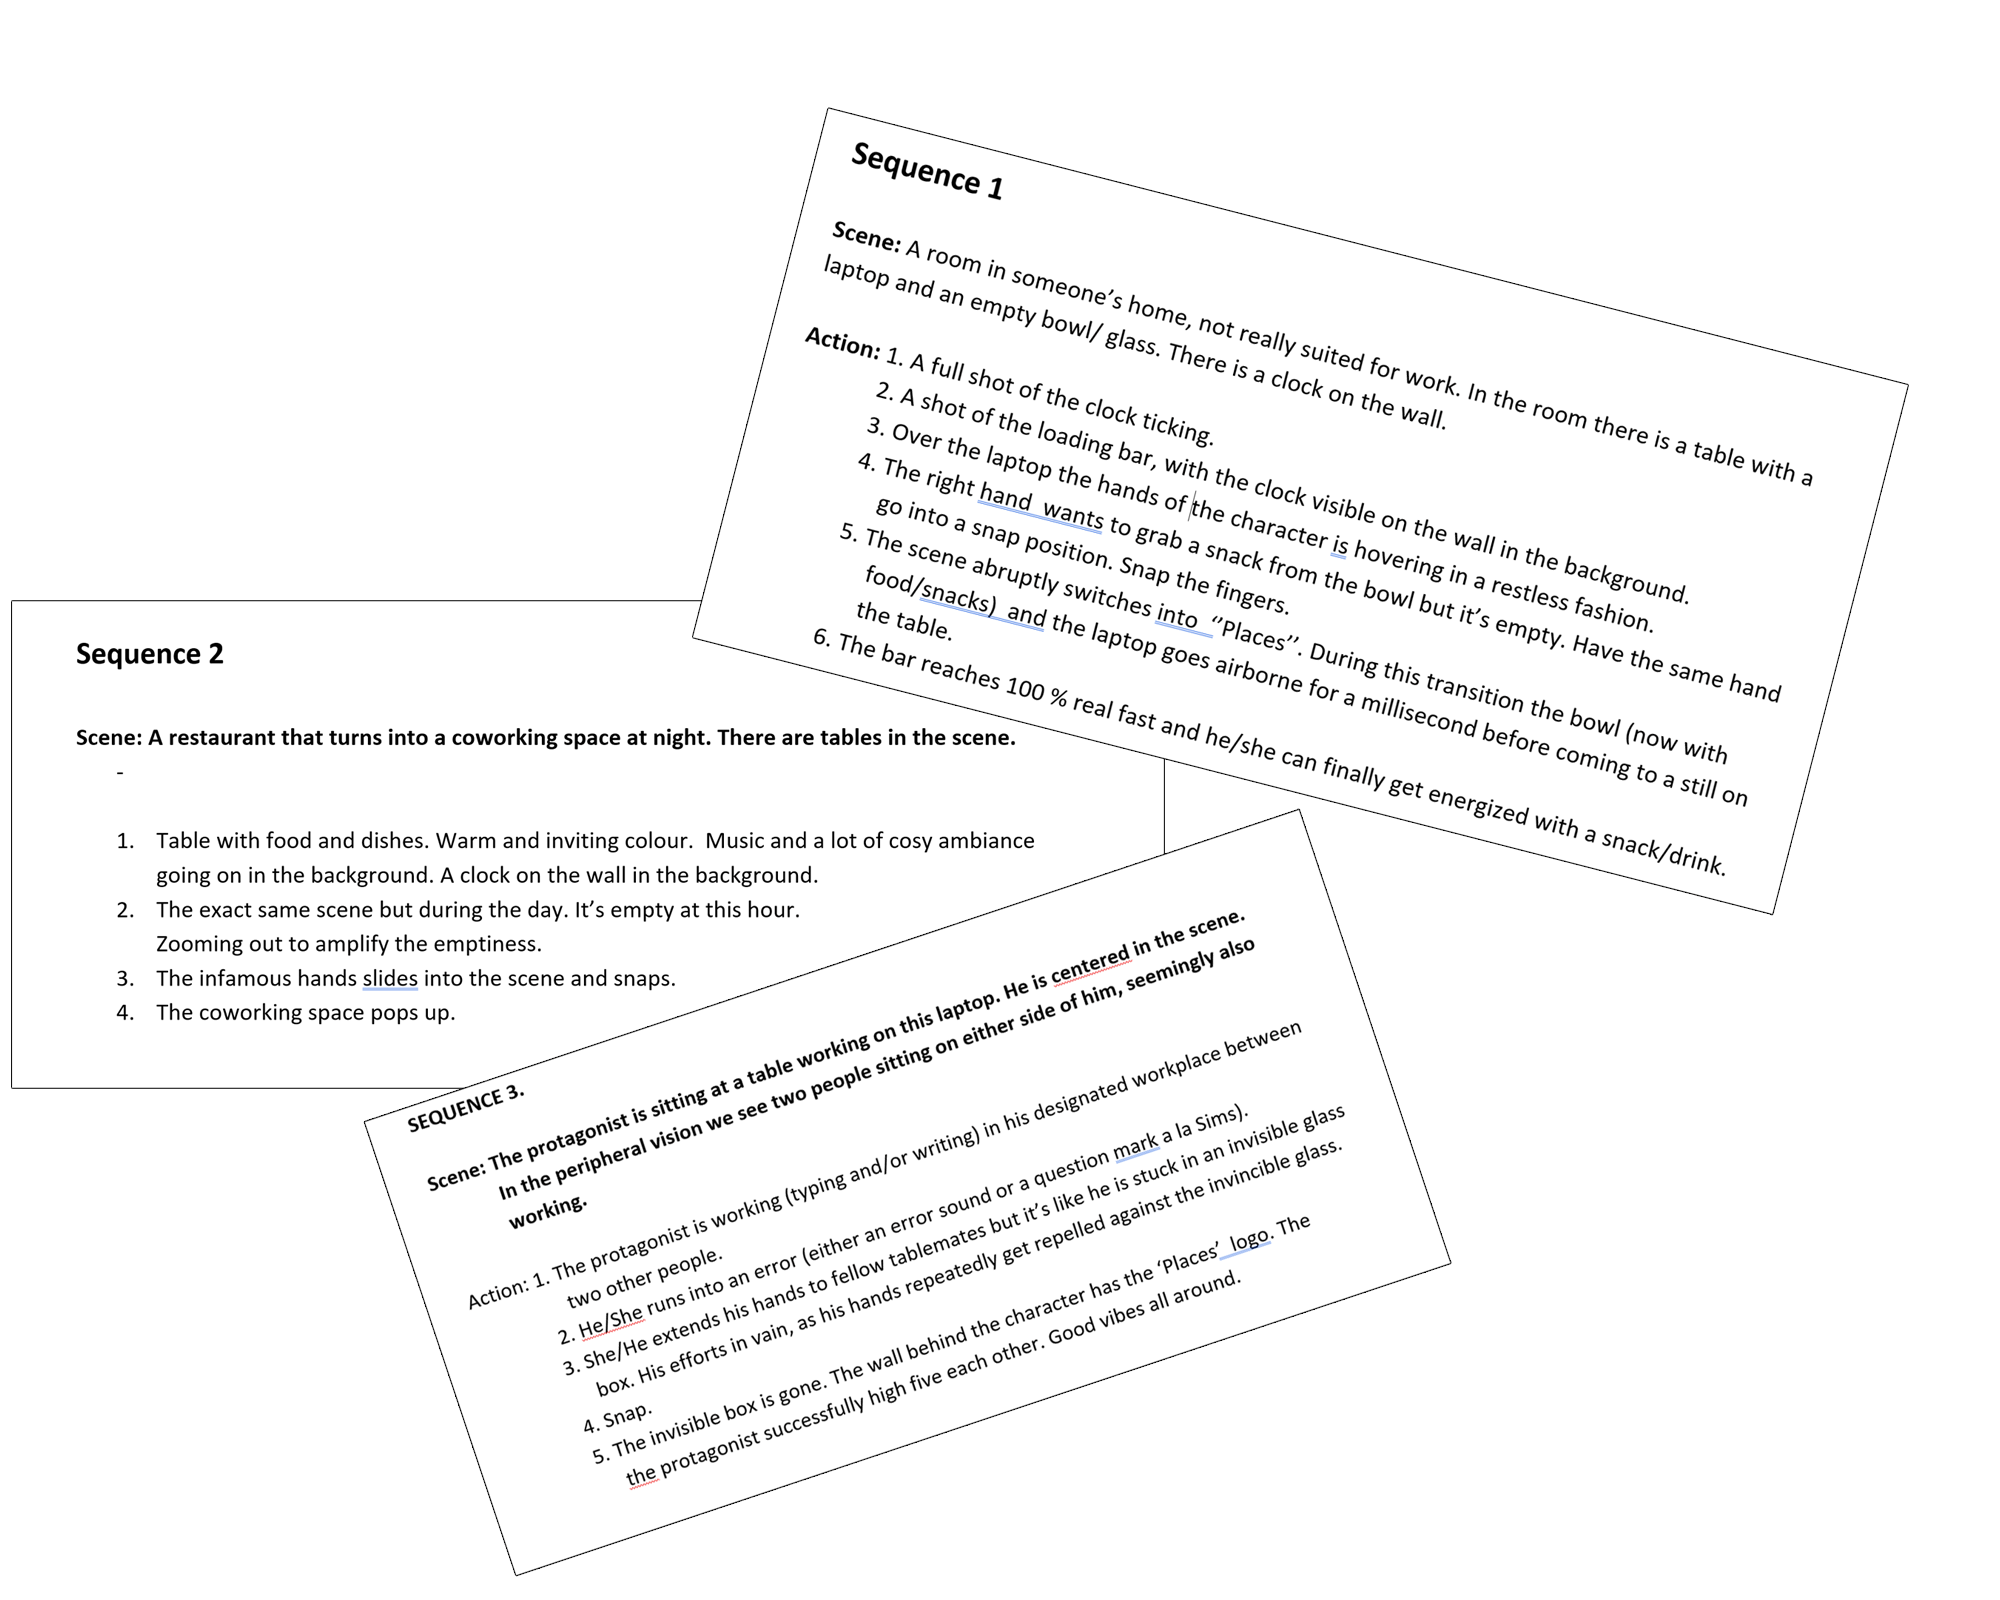 Sequence 1
Scene: A room in someone’s home, not really suited for work. In the room there is a table with a
laptop and an empty bowl/ glass. There is a clock on the wall.
Action: 1. A full shot of the clock ticking.
2. A shot of the loading bar, with the clock visible on the wall in the background.
3. Over the laptop the hands of the character is hovering in a restless fashion.
4. The right hand  wants to grab a snack from the bowl but it’s empty. Have the same hand
go into a snap position. Snap the fingers.
5. The scene abruptly switches into  ‘’Places’’. During this transition the bowl (now with
food/snacks)  and the laptop goes airborne for a millisecond before coming to a still on
the table.
6. The bar reaches 100 % real fast and he/she can finally get energized with a snack/drink.
Sequence 2
Scene: A restaurant that turns into a coworking space at night. There are tables in the scene.
-
1. Table with food and dishes. Warm and inviting colour.  Music and a lot of cosy ambiance
going on in the background. A clock on the wall in the background.
2. The exact same scene but during the day. It’s empty at this hour.
Zooming out to amplify the emptiness.
3. The infamous hands slides into the scene and snaps.
4. The coworking space pops up.
SEQUENCE 3.
Scene: The protagonist is sitting at a table working on this laptop. He is centered in the scene.
In the peripheral vision we see two people sitting on either side of him, seemingly also
working.
Action: 1. The protagonist is working (typing and/or writing) in his designated workplace between
two other people.
2. He/She runs into an error (either an error sound or a question mark a la Sims).
3. She/He extends his hands to fellow tablemates but it’s like he is stuck in an invisible glass
box. His efforts in vain, as his hands repeatedly get repelled against the invincible glass.
4. Snap.
5. The invisible box is gone. The wall behind the character has the ‘Places’  logo. The
the protagonist successfully high five each other. Good vibes all around.